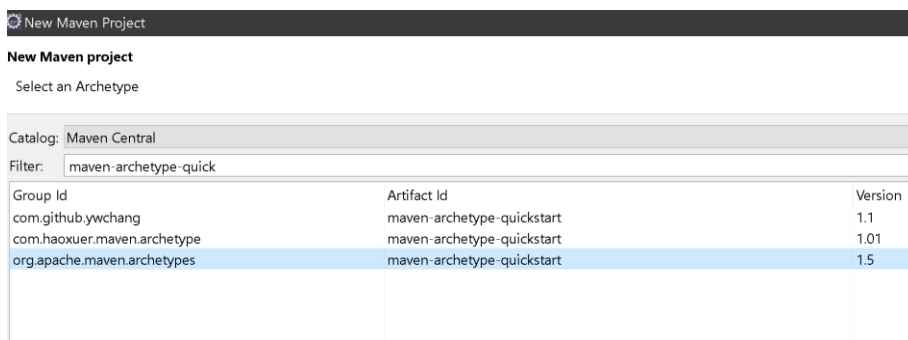 New Maven Project
New Maven project
Select an Archetype
Catalog: Maven Central
Filter: maven-archetype-quick
Group Id Artifact Id Version
com.github.ywchang maven-archetype-quickstart 1.1
com.haoxuer.maven.archetype maven-archetype-quickstart 1.01
org.apache.maven.archetypes maven-archetype-quickstart 1.5